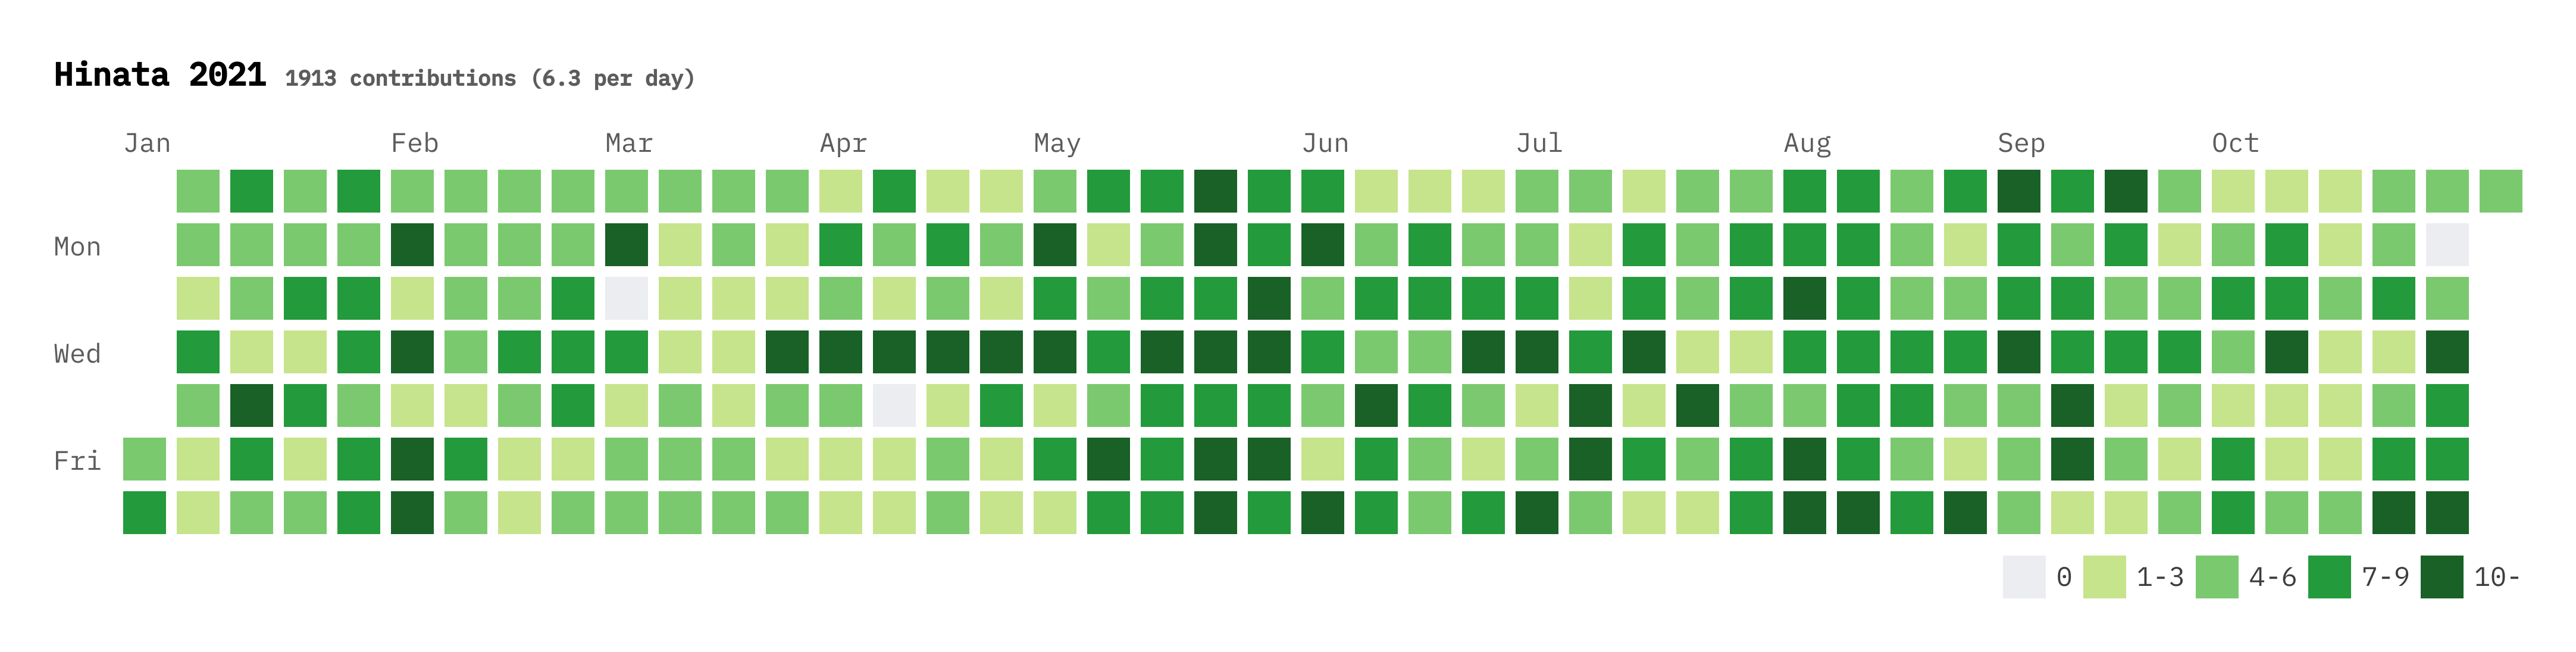 Hinata 2021 1913 contributions (6.3 per day)
Jan Feb Mar Apr May Jun Jul Aug Sep Oct
Mon
Wed
Fri
0 1-3 4-6 7-9 10-